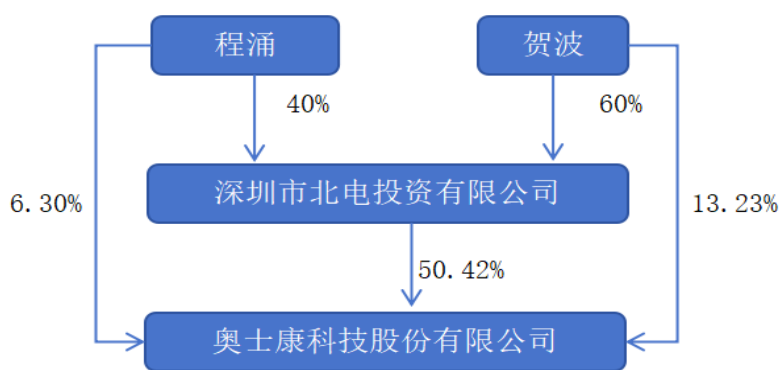 程涌
贺波
40%
60%
深圳市北电投资有限公司
6.30%
13.23%
50.42%
奥士康科技股份有限公司